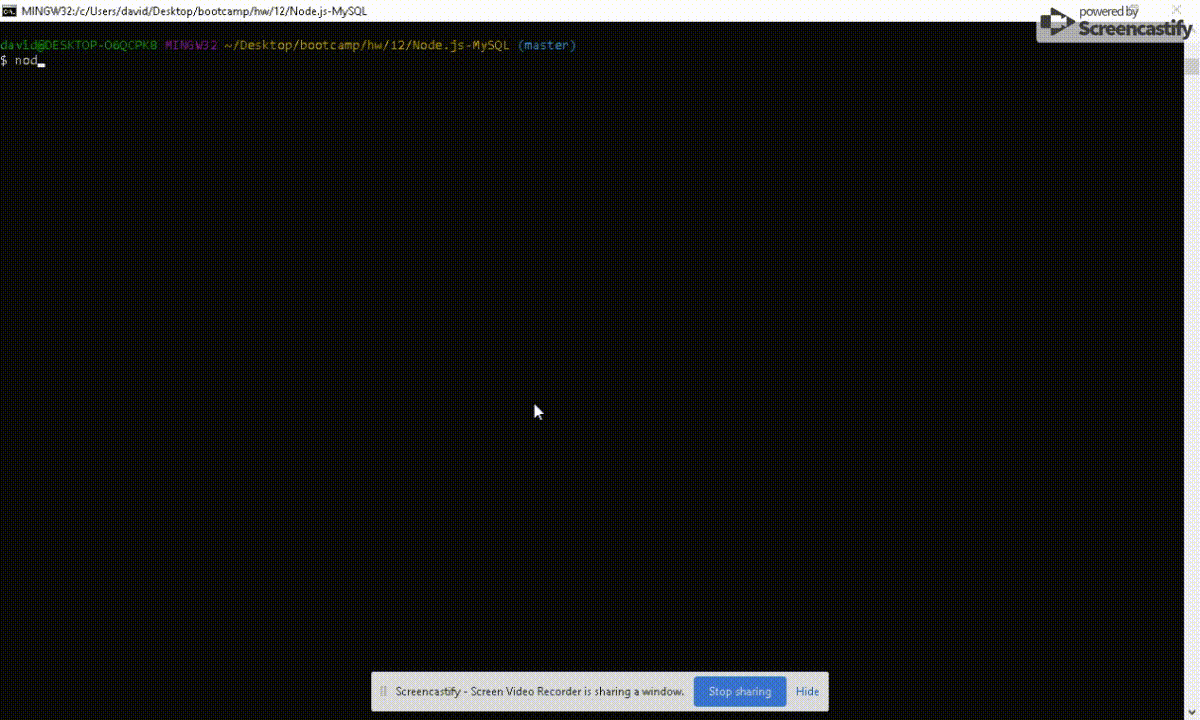 MINGW32:/c/Users/david/Desktop/bootcamp/hw/12/Node.js-MySQL
powered by
Screencastify
david@DESKTOP-O6QCPK8 MINGW32 ~/Desktop/bootcamp/hw/12/Node.js-MySQL (master)
$ nod
Screencastify - Screen Video Recorder is sharing a window. Stop sharing Hide